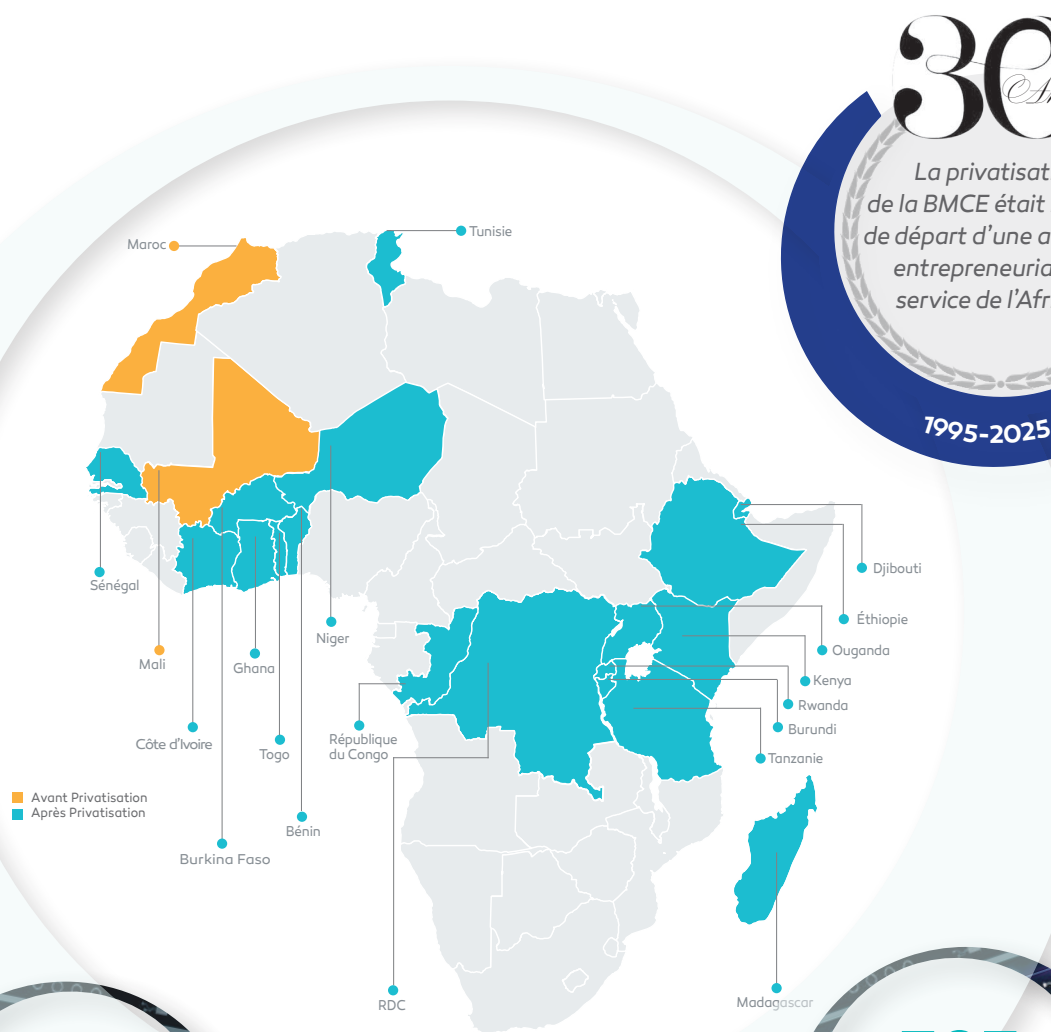 30
La privatisat
de la BMCE était
de départ d'une a
entrepreneuria
service de l'Afr
1995-2025
Maroc
Tunisie
Sénégal
Mali
Ghana
Niger
Djibouti
Éthiopie
Ouganda
Kenya
Rwanda
Burundi
Tanzanie
Côte d'Ivoire
Togo
République
du Congo
Avant Privatisation
Après Privatisation
Bénin
Burkina Faso
RDC
Madagascar